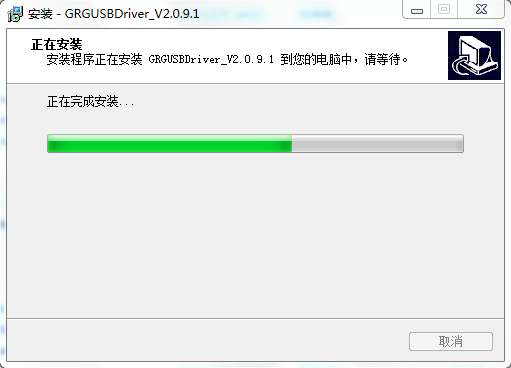 安装 - GRGUSBDriver_V2.0.9.1
正在安装
安装程序正在安装 GRGUSBDriver_V2.0.9.1 到您的电脑中,请等待。
正在完成安装...
取消